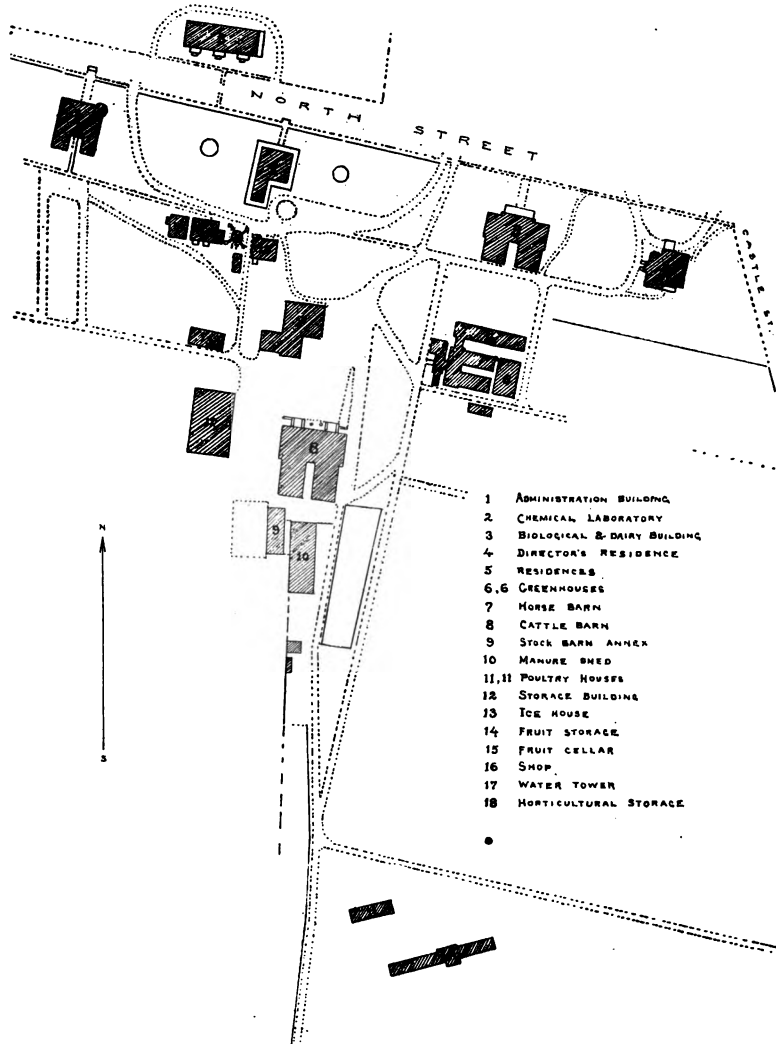 NORTH STREET
CASTLE ST.
8
9
10
N
S
1 ADMINISTRATION BUILDING
2 CHEMICAL LABORATORY
3 BIOLOGICAL & DAIRY BUILDING
4 DIRECTOR'S RESIDENCE
5 RESIDENCES
6,6 GREENHOUSES
7 HORSE BARN
8 CATTLE BARN
9 STOCK BARN ANNEX
10 MANURE SHED
11,11 POULTRY HOUSES
12 STORAGE BUILDING
13 ICE HOUSE
14 FRUIT STORAGE
15 FRUIT CELLAR
16 SHOP
17 WATER TOWER
18 HORTICULTURAL STORAGE